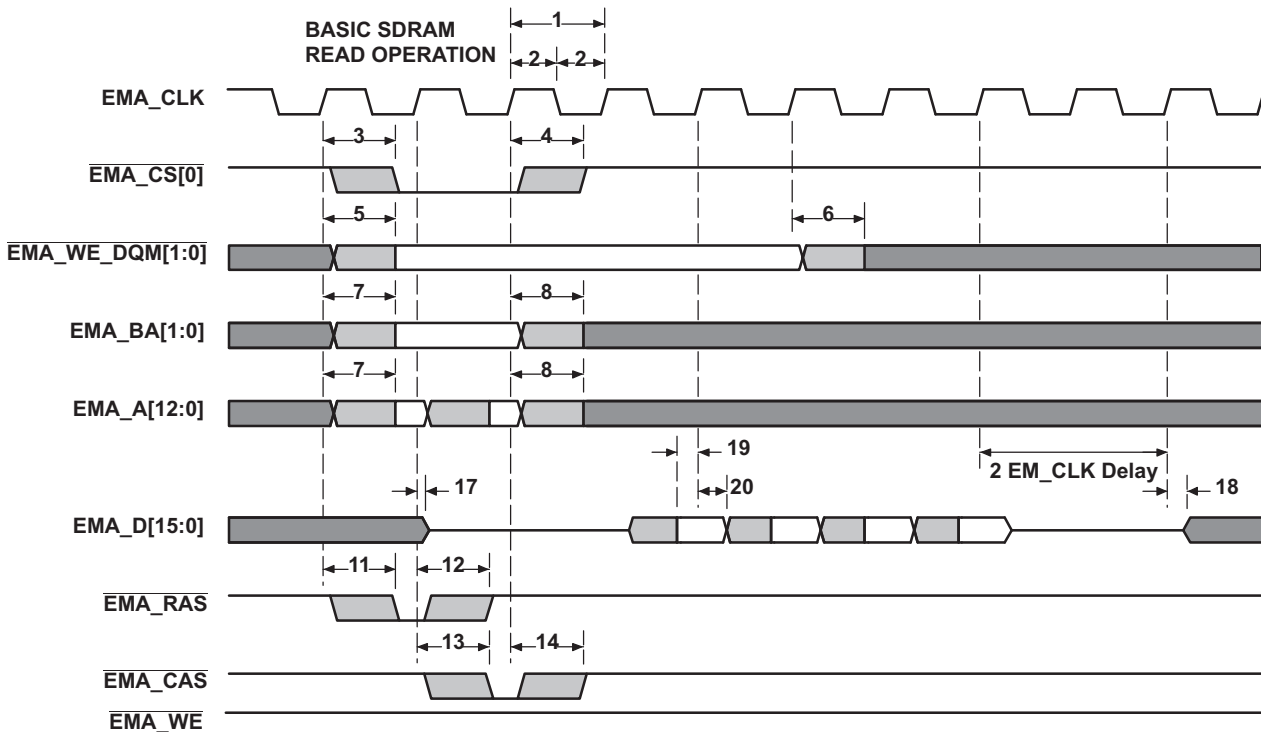 BASIC SDRAM
READ OPERATION
1
2 2
EMA_CLK
3 4
EMA_CS[0]
5 6
EMA_WE_DQM[1:0]
7 8
EMA_BA[1:0]
7 8
EMA_A[12:0]
19
2 EM_CLK Delay
17 20 18
EMA_D[15:0]
11 12
EMA_RAS
13 14
EMA_CAS
EMA_WE